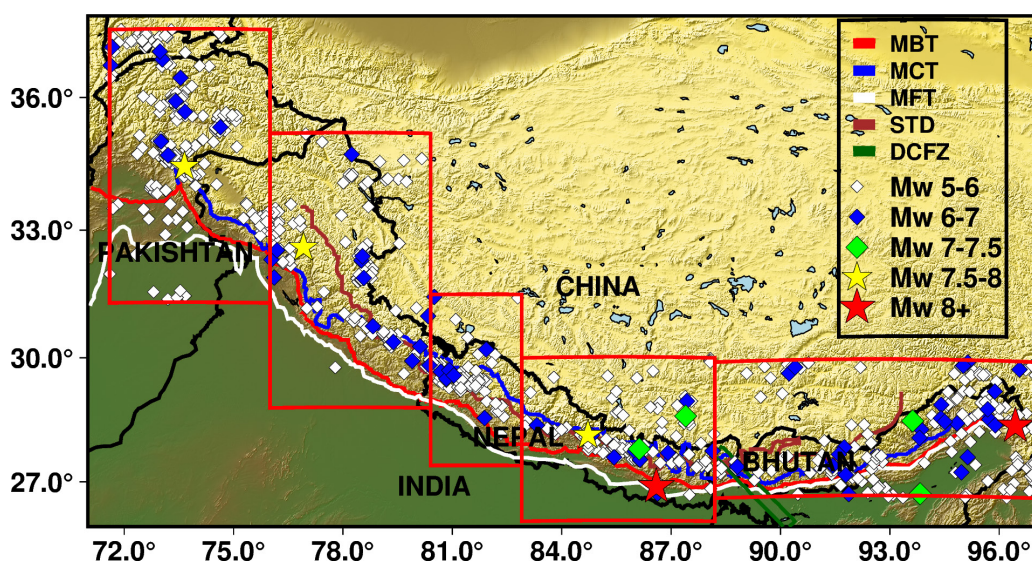 MBT
MCT
MFT
STD
DCFZ
Mw 5-6
Mw 6-7
Mw 7-7.5
Mw 7.5-8
Mw 8+
36.0°
33.0°
30.0°
27.0°
PAKISHTAN
CHINA
NEPAL
BHUTAN
INDIA
72.0° 75.0° 78.0° 81.0° 84.0° 87.0° 90.0° 93.0° 96.0°